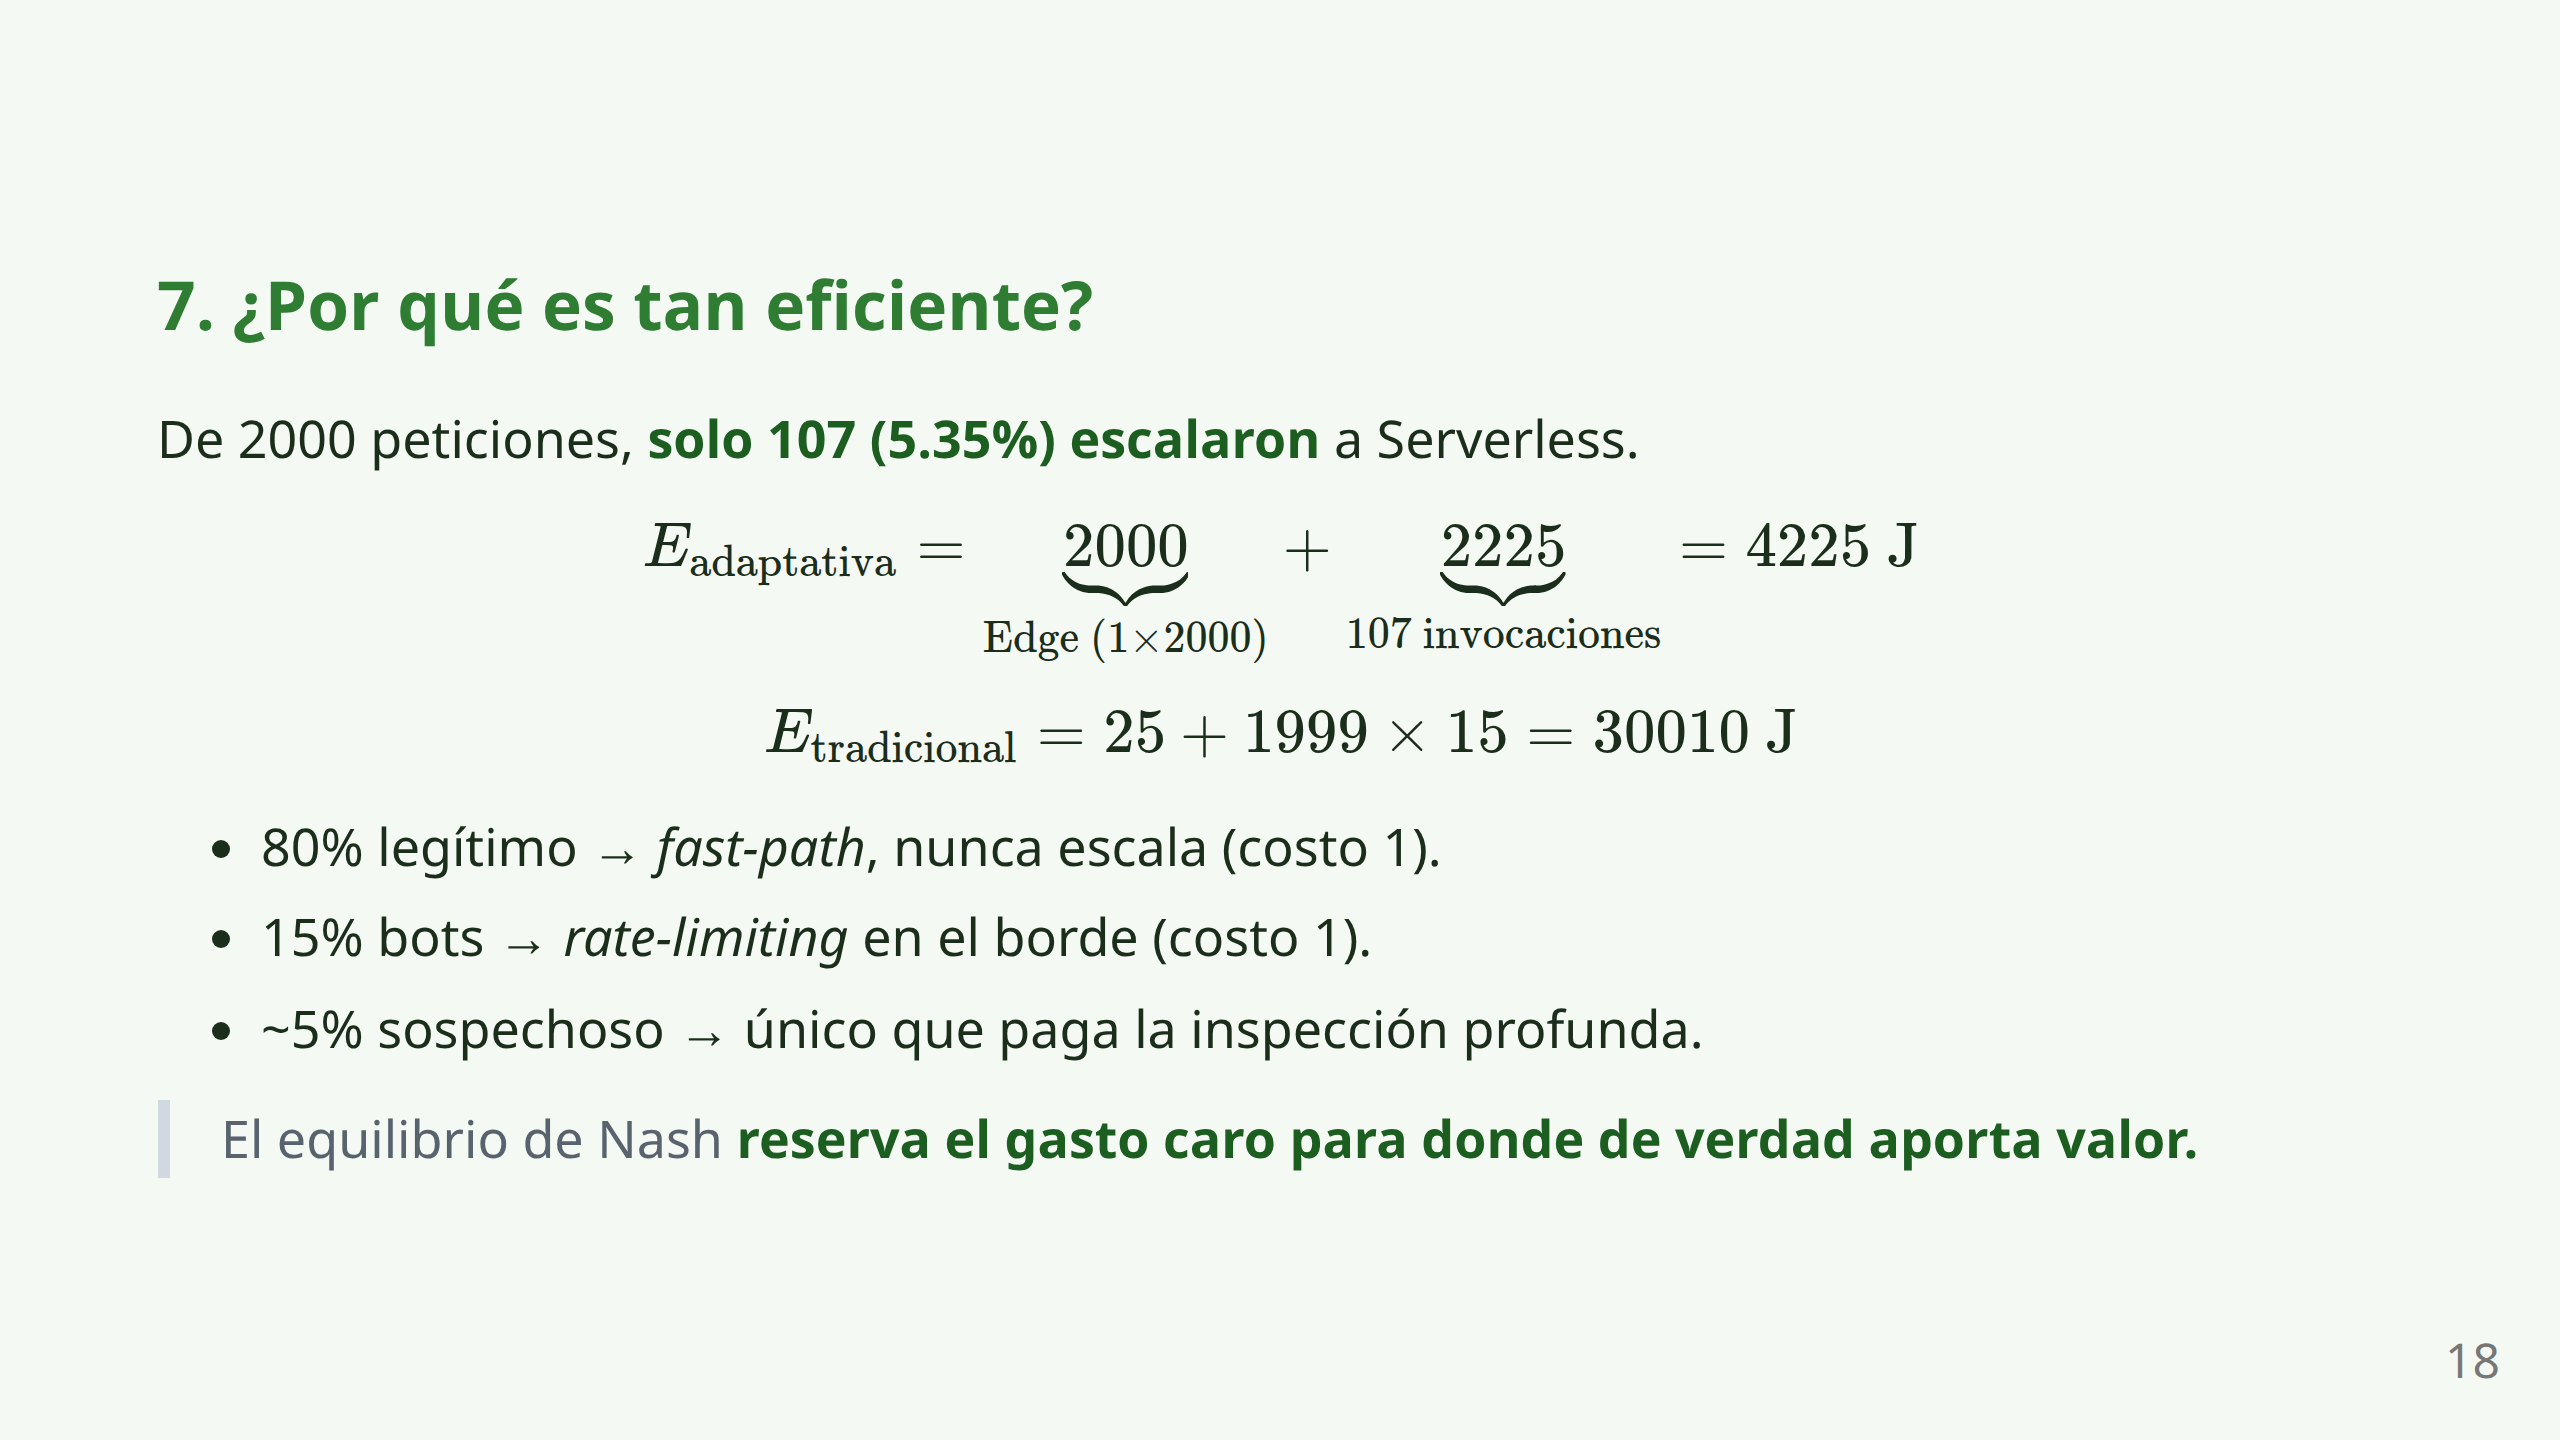 7. ¿Por qué es tan eficiente?
De 2000 peticiones, solo 107 (5.35%) escalaron a Serverless.
E_adaptativa = 2000 + 2225 = 4225 J
Edge (1×2000) 107 invocaciones
E_tradicional = 25 + 1999 × 15 = 30010 J
• 80% legítimo → fast-path, nunca escala (costo 1).
• 15% bots → rate-limiting en el borde (costo 1).
• ~5% sospechoso → único que paga la inspección profunda.
El equilibrio de Nash reserva el gasto caro para donde de verdad aporta valor.
18